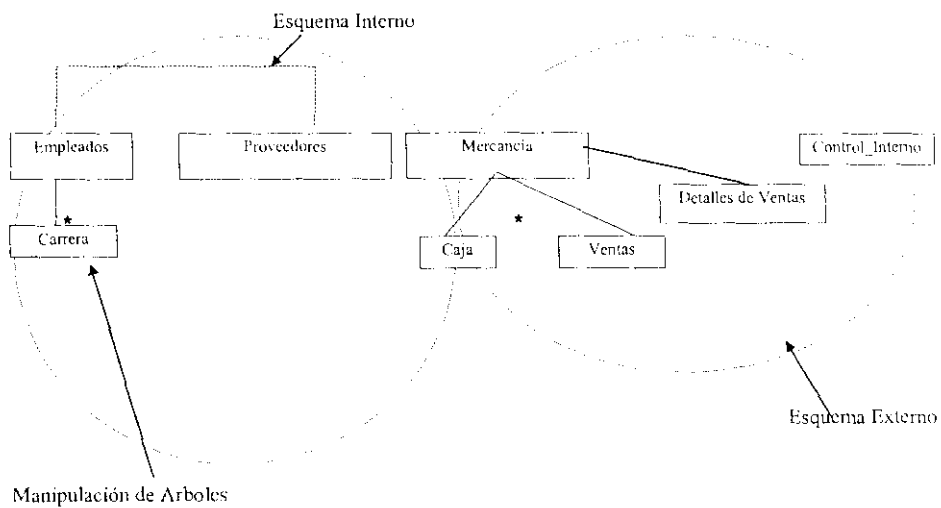 Esquema Interno
Empleados
Proveedores
Mercancia
Control_Interno
Detalles de Ventas
*
*
Carrera
Caja
Ventas
Esquema Externo
Manipulación de Arboles